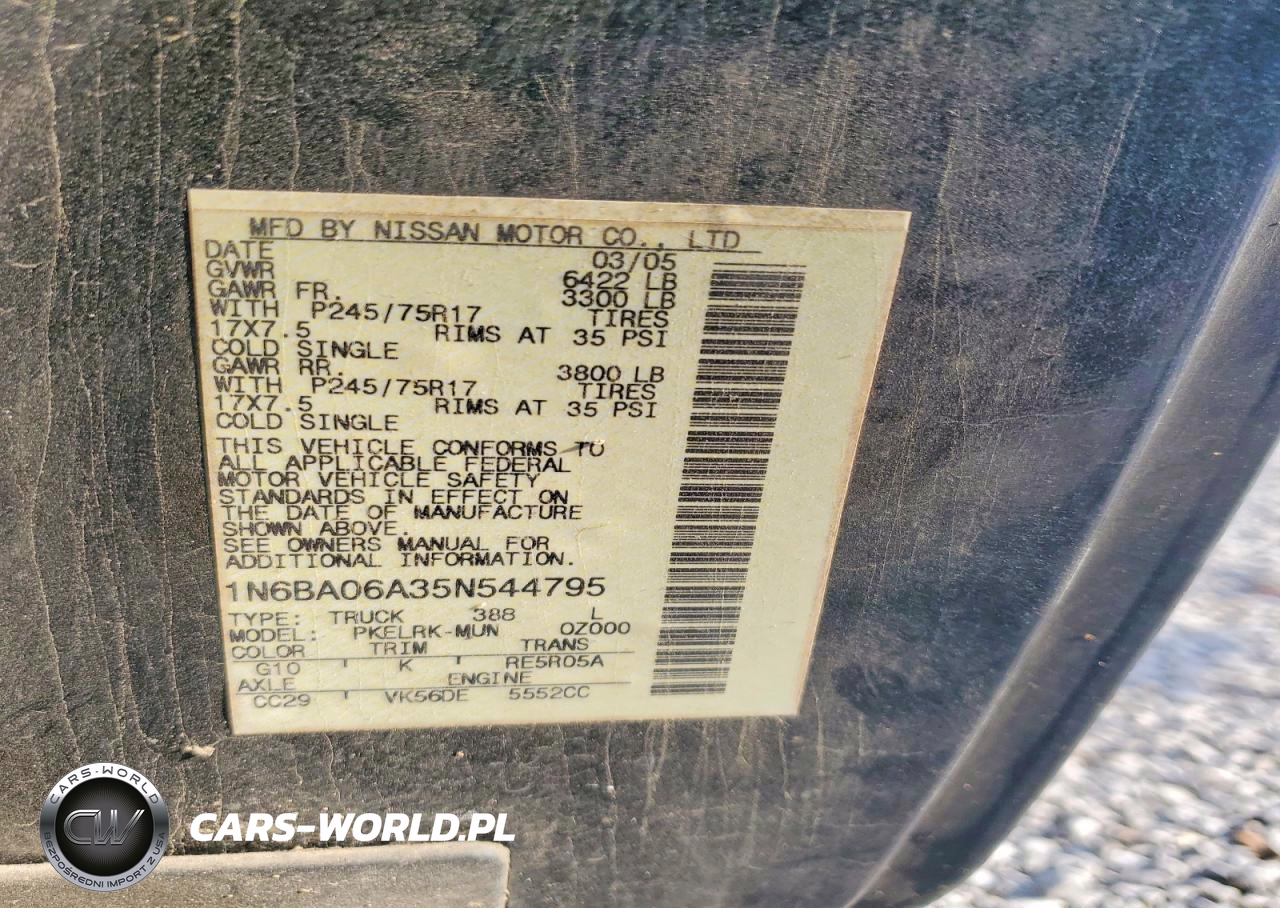 MFD BY NISSAN MOTOR CO., LTD
DATE 03/05
GVWR 6422 LB
GAWR FR. 3300 LB
WITH P245/75R17 TIRES
17X7.5 RIMS AT 35 PSI
COLD SINGLE
GAWR RR. 3800 LB
WITH P245/75R17 TIRES
17X7.5 RIMS AT 35 PSI
COLD SINGLE
THIS VEHICLE CONFORMS TO
ALL APPLICABLE FEDERAL
MOTOR VEHICLE SAFETY
STANDARDS IN EFFECT ON
THE DATE OF MANUFACTURE
SHOWN ABOVE.
SEE OWNERS MANUAL FOR
ADDITIONAL INFORMATION.
1N6BA06A35N544795
TYPE: TRUCK 388 L
MODEL: PKELRK-MUN OZ000
COLOR TRIM TRANS
G10 K RE5R05A
AXLE ENGINE
CC29 VK56DE 5552CC
CARS-WORLD
CW
BEZPOŚREDNI IMPORT Z USA
CARS-WORLD.PL